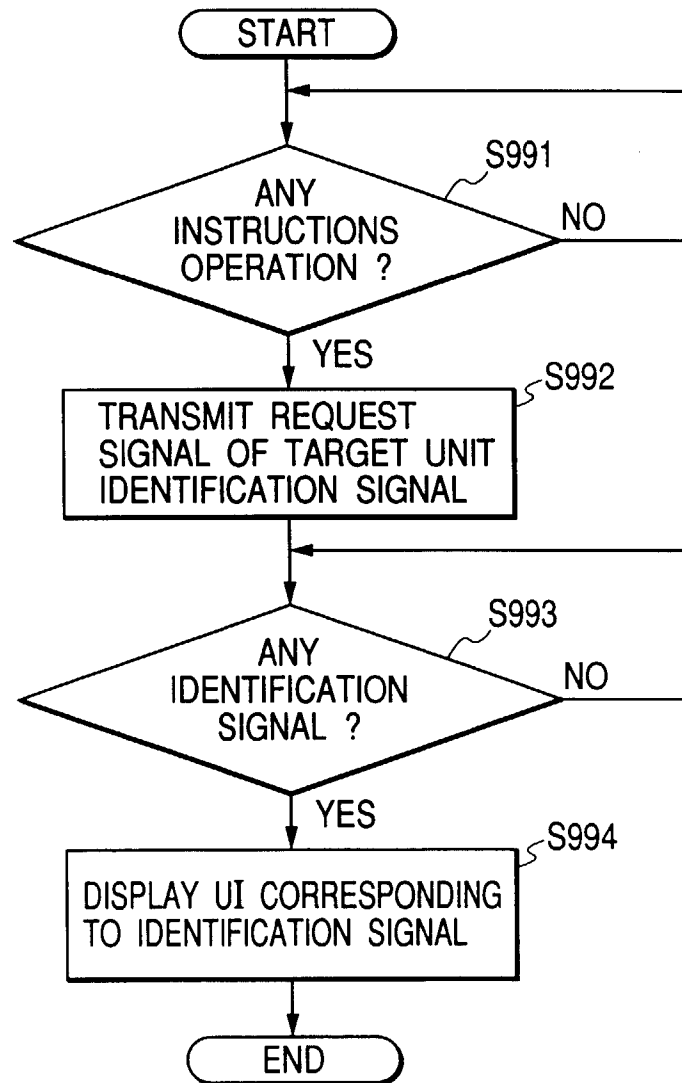 START
S991
ANY
INSTRUCTIONS
OPERATION ?
NO
YES
S992
TRANSMIT REQUEST
SIGNAL OF TARGET UNIT
IDENTIFICATION SIGNAL
S993
ANY
IDENTIFICATION
SIGNAL ?
NO
YES
S994
DISPLAY UI CORRESPONDING
TO IDENTIFICATION SIGNAL
END